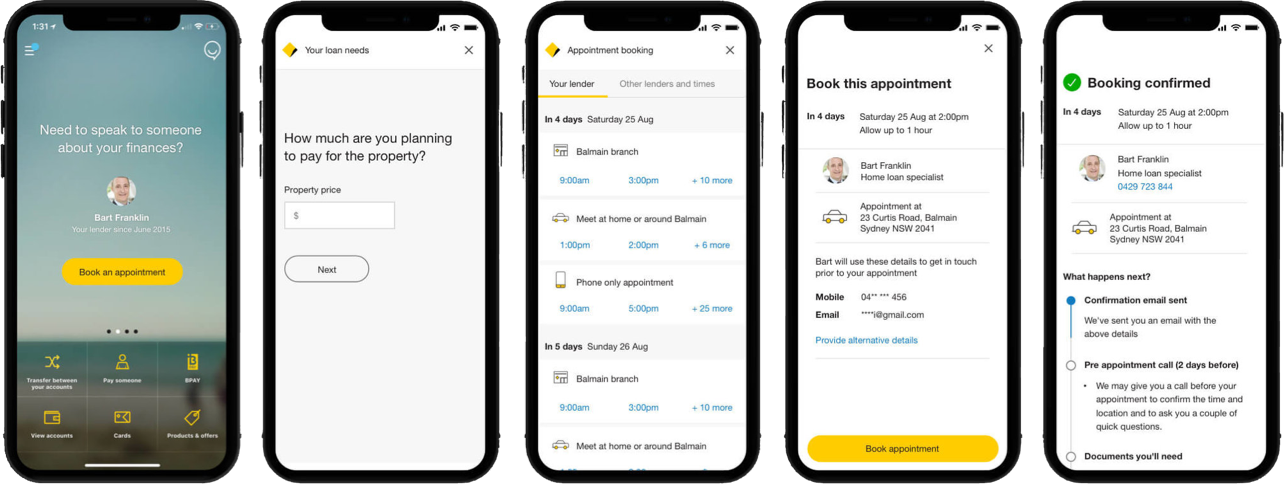 1:31
Need to speak to someone
about your finances?
Bart Franklin
Your lender since June 2015
Book an appointment
Transfer between
your accounts
Pay someone
BPAY
View accounts
Cards
Products & offers
Your loan needs
How much are you planning
to pay for the property?
Property price
$
Next
Appointment booking
Your lender
Other lenders and times
In 4 days Saturday 25 Aug
Balmain branch
9:00am 3:00pm + 10 more
Meet at home or around Balmain
1:00pm 2:00pm + 6 more
Phone only appointment
9:00am 5:00pm + 25 more
In 5 days Sunday 26 Aug
Balmain branch
9:00am 3:00pm + 10 more
Meet at home or around Balmain
Book this appointment
In 4 days Saturday 25 Aug at 2:00pm
Allow up to 1 hour
Bart Franklin
Home loan specialist
Appointment at
23 Curtis Road, Balmain
Sydney NSW 2041
Bart will use these details to get in touch
prior to your appointment
Mobile 04** *** 456
Email ****i@gmail.com
Provide alternative details
Book appointment
Booking confirmed
In 4 days Saturday 25 Aug at 2:00pm
Allow up to 1 hour
Bart Franklin
Home loan specialist
0429 723 844
Appointment at
23 Curtis Road, Balmain
Sydney NSW 2041
What happens next?
Confirmation email sent
We've sent you an email with the
above details
Pre appointment call (2 days before)
• We may give you a call before your
appointment to confirm the time and
location and to ask you a couple of
quick questions.
Documents you'll need